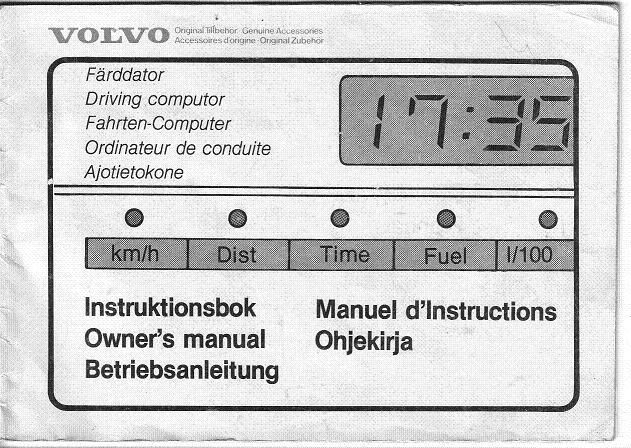 VOLVO
Original Tillbehör · Genuine Accessories
Accessoires d'origine · Original Zubehör
Färddator
Driving computor
Fahrten-Computer
Ordinateur de conduite
Ajotietokone
17:35
km/h Dist Time Fuel l/100
Instruktionsbok
Owner's manual
Betriebsanleitung
Manuel d'Instructions
Ohjekirja